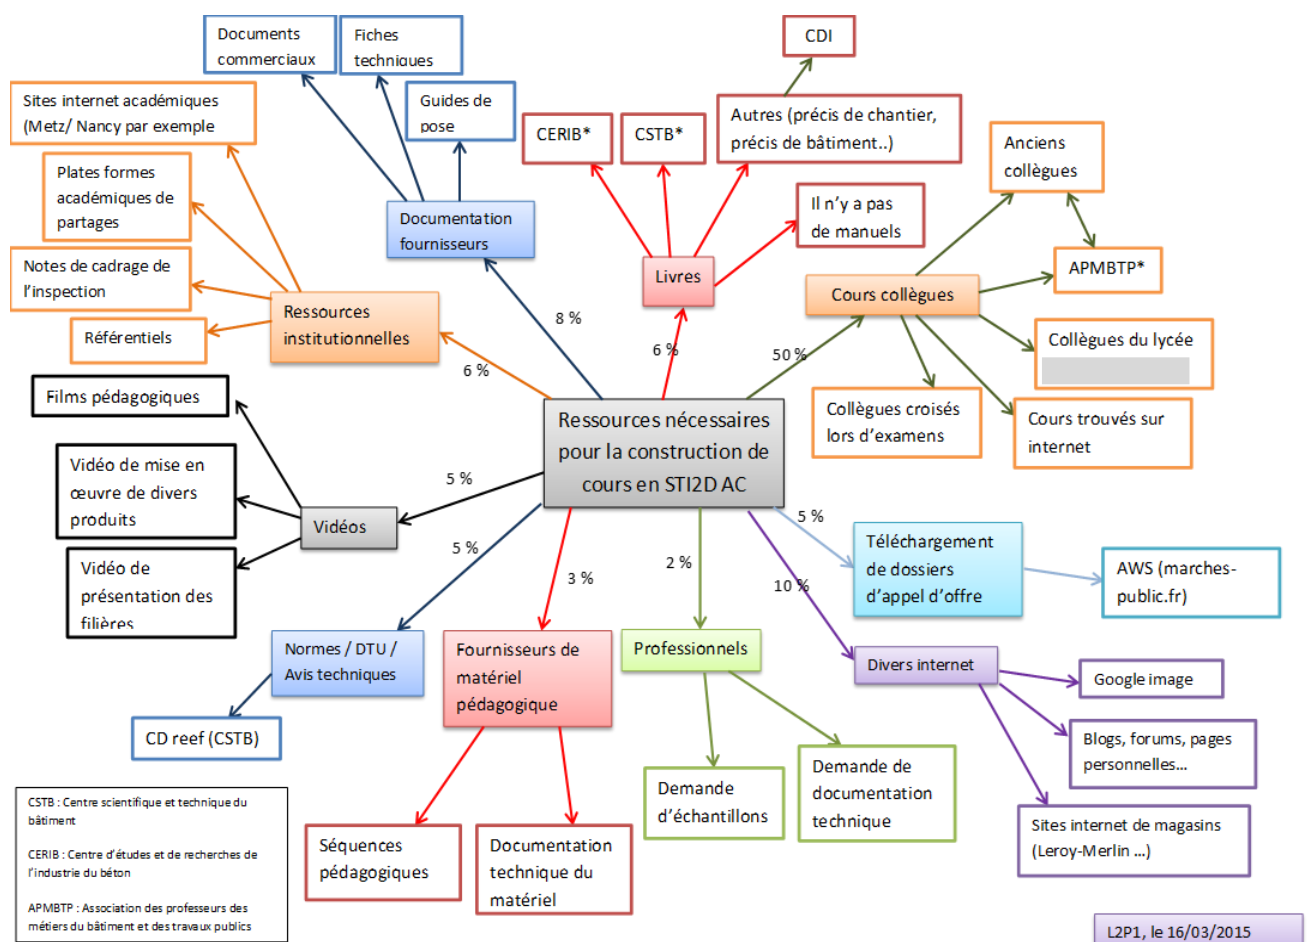 Documents
commerciaux
Fiches
techniques
CDI
Sites internet académiques
(Metz/ Nancy par exemple
Guides de
pose
CERIB*
CSTB*
Autres (précis de chantier,
précis de bâtiment..)
Anciens
collègues
Plates formes
académiques de
partages
Documentation
fournisseurs
Il n'y a pas
de manuels
Notes de cadrage de
l'inspection
Livres
Cours collègues
APMBTP*
Référentiels
Ressources
institutionnelles
8 %
6 %
50 %
6 %
Collègues du lycée
Films pédagogiques
Ressources nécessaires
pour la construction de
cours en STI2D AC
Collègues croisés
lors d'examens
Cours trouvés sur
internet
Vidéo de mise en
œuvre de divers
produits
5 %
Vidéos
5 %
3 %
2 %
10 %
5 %
Téléchargement
de dossiers
d'appel d'offre
AWS (marches-
public.fr)
Vidéo de
présentation des
filières
Normes / DTU /
Avis techniques
Fournisseurs de
matériel
pédagogique
Professionnels
Divers internet
Google image
CD reef (CSTB)
Blogs, forums, pages
personnelles...
Demande
d'échantillons
Demande de
documentation
technique
Sites internet de magasins
(Leroy-Merlin ...)
Séquences
pédagogiques
Documentation
technique du
matériel
CSTB : Centre scientifique et technique du
bâtiment
CERIB : Centre d'études et de recherches de
l'industrie du béton
APMBTP : Association des professeurs des
métiers du bâtiment et des travaux publics
L2P1, le 16/03/2015